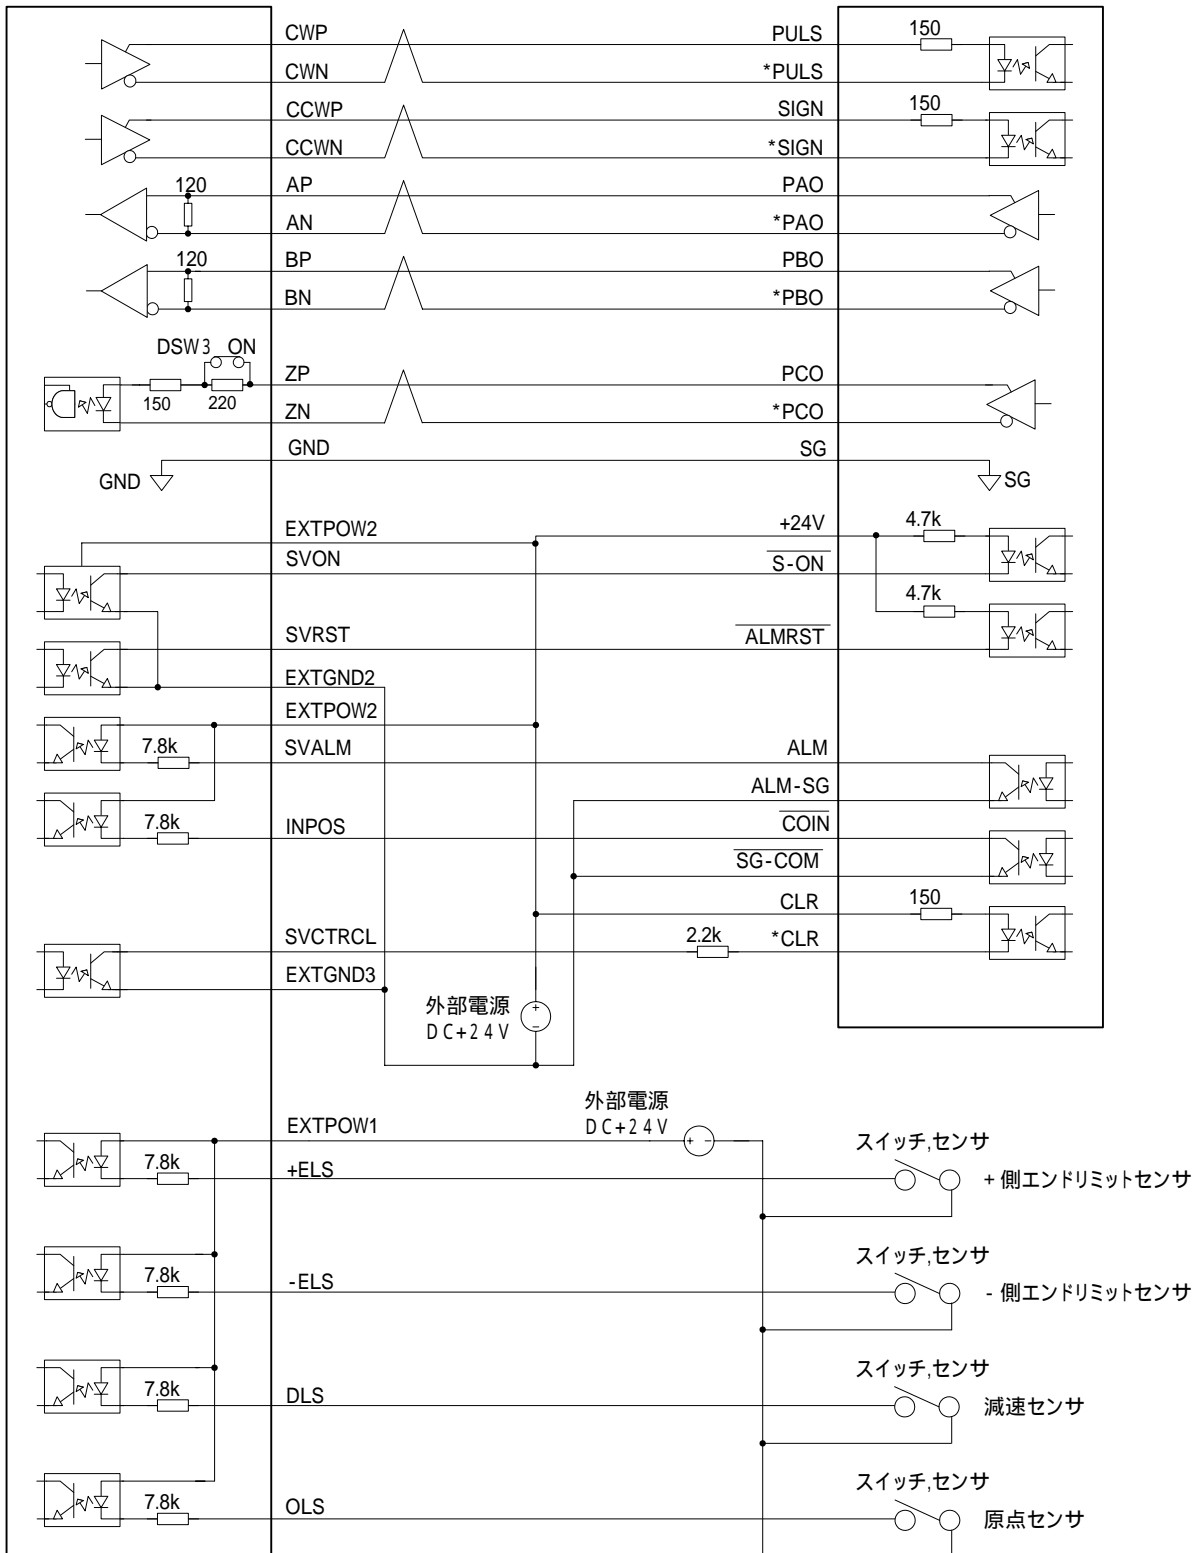 CWP PULS 150
CWN *PULS
CCWP SIGN 150
CCWN *SIGN
120 AP PAO
AN *PAO
120 BP PBO
BN *PBO
DSW3 ON
ZP PCO
150 220 ZN *PCO
GND SG
GND SG
EXTPOW2 +24V 4.7k
SVON S-ON
4.7k
SVRST ALMRST
EXTGND2
EXTPOW2
7.8k SVALM ALM
ALM-SG
7.8k INPOS COIN
SG-COM
CLR 150
SVCTRCL 2.2k *CLR
EXTGND3
外部電源
DC+24V
+
-
外部電源
EXTPOW1 DC+24V
+ -
スイッチ,センサ
7.8k +ELS +側エンドリミットセンサ
スイッチ,センサ
7.8k -ELS -側エンドリミットセンサ
スイッチ,センサ
7.8k DLS 減速センサ
スイッチ,センサ
7.8k OLS 原点センサ